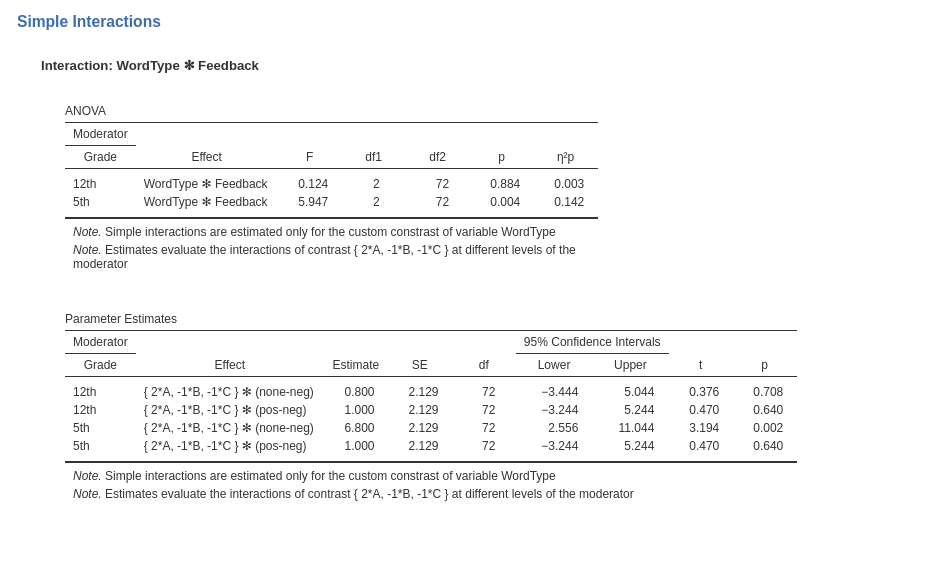 Simple Interactions
Interaction: WordType ✻ Feedback
ANOVA
Moderator
Grade Effect F df1 df2 p η²p
12th WordType ✻ Feedback 0.124 2 72 0.884 0.003
5th WordType ✻ Feedback 5.947 2 72 0.004 0.142
Note. Simple interactions are estimated only for the custom constrast of variable WordType
Note. Estimates evaluate the interactions of contrast { 2*A, -1*B, -1*C } at different levels of the
moderator
Parameter Estimates
Moderator 95% Confidence Intervals
Grade Effect Estimate SE df Lower Upper t p
12th { 2*A, -1*B, -1*C } ✻ (none-neg) 0.800 2.129 72 −3.444 5.044 0.376 0.708
12th { 2*A, -1*B, -1*C } ✻ (pos-neg) 1.000 2.129 72 −3.244 5.244 0.470 0.640
5th { 2*A, -1*B, -1*C } ✻ (none-neg) 6.800 2.129 72 2.556 11.044 3.194 0.002
5th { 2*A, -1*B, -1*C } ✻ (pos-neg) 1.000 2.129 72 −3.244 5.244 0.470 0.640
Note. Simple interactions are estimated only for the custom constrast of variable WordType
Note. Estimates evaluate the interactions of contrast { 2*A, -1*B, -1*C } at different levels of the moderator